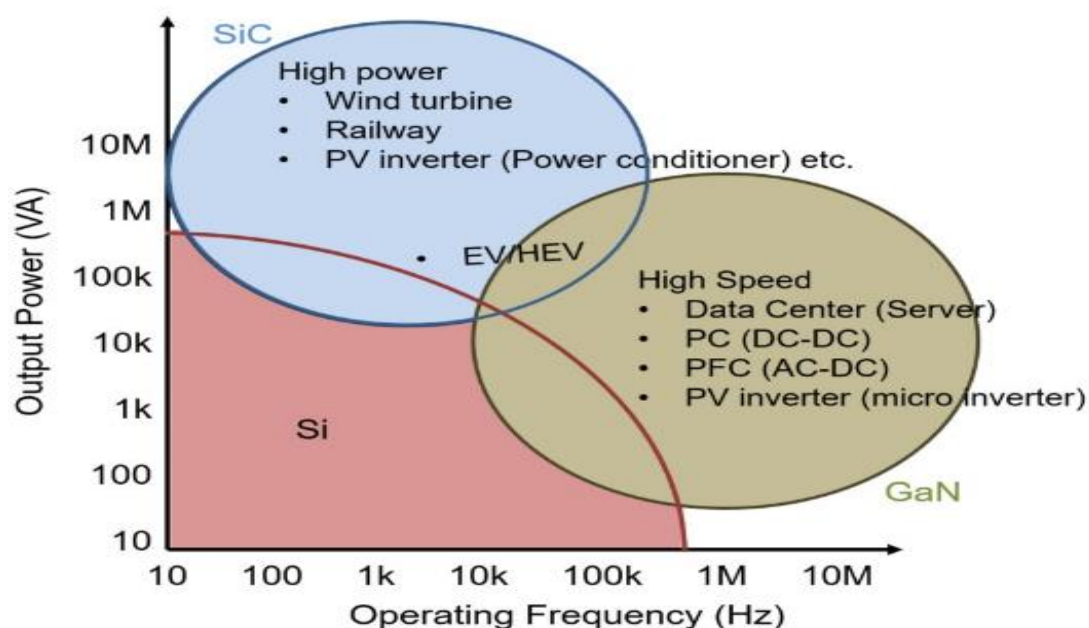 SiC
High power
• Wind turbine
• Railway
• PV inverter (Power conditioner) etc.
• EV/HEV
High Speed
• Data Center (Server)
• PC (DC-DC)
• PFC (AC-DC)
• PV inverter (micro inverter)
Si
GaN
Output Power (VA)
10M
1M
100k
10k
1k
100
10
10 100 1k 10k 100k 1M 10M
Operating Frequency (Hz)